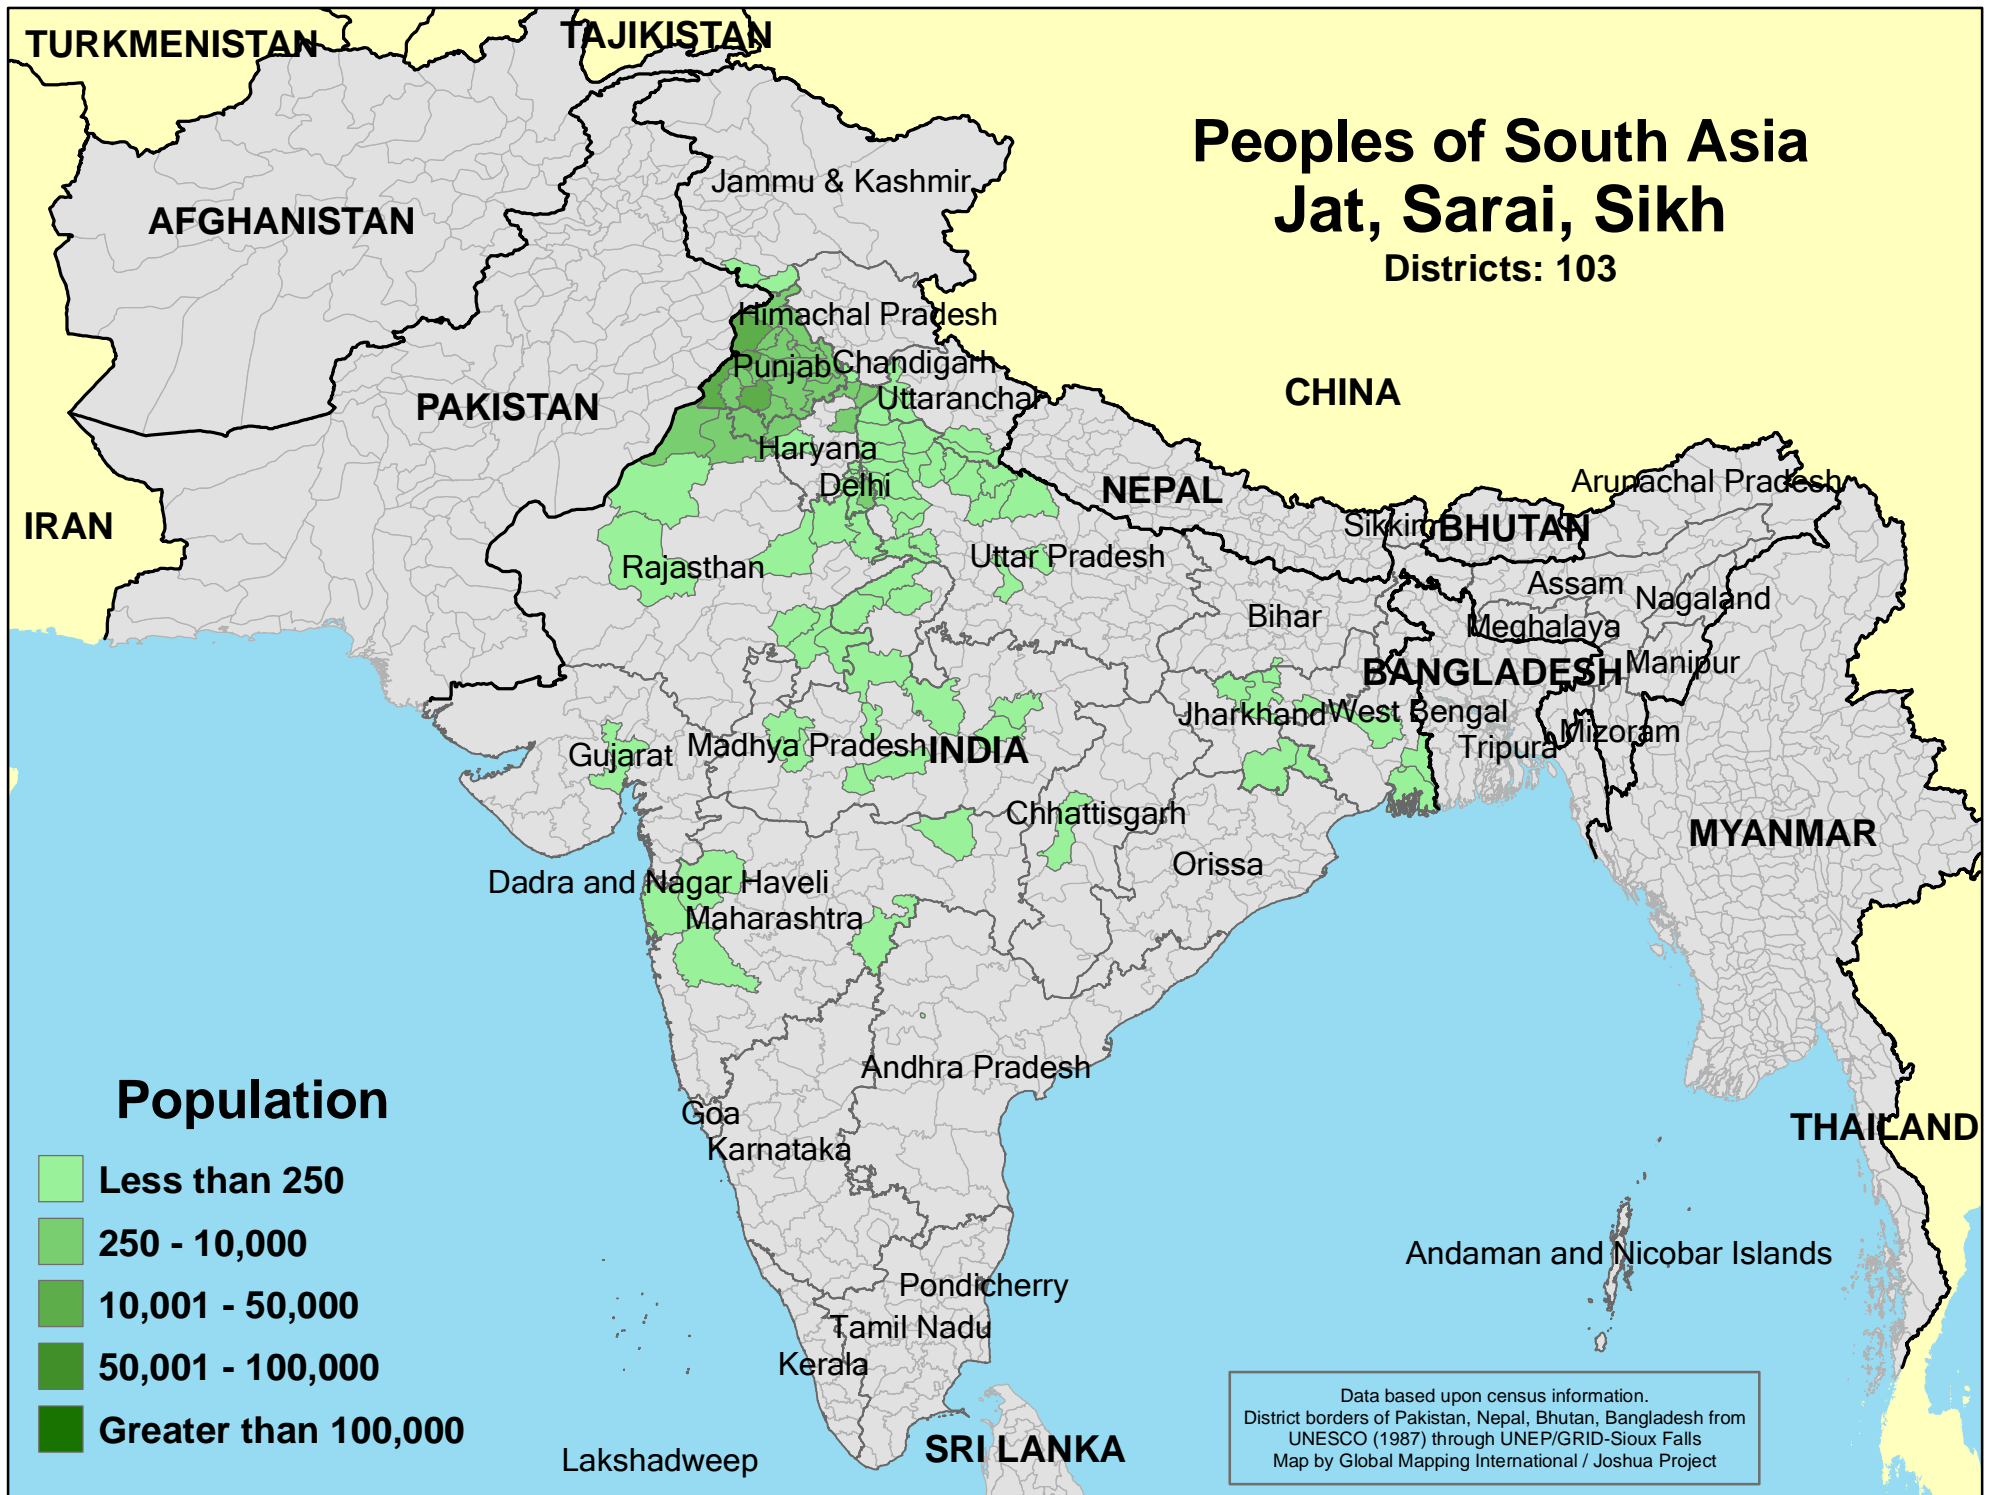 TURKMENISTAN
TAJIKISTAN
Peoples of South Asia
Jat, Sarai, Sikh
Districts: 103
Jammu & Kashmir
AFGHANISTAN
Himachal Pradesh
Punjab
Chandigarh
Uttaranchal
CHINA
PAKISTAN
Haryana
Delhi
NEPAL
Arunachal Pradesh
IRAN
Sikkim
BHUTAN
Rajasthan
Uttar Pradesh
Assam
Nagaland
Bihar
Meghalaya
BANGLADESH
Manipur
Jharkhand
West Bengal
Gujarat
Madhya Pradesh
INDIA
Tripura
Mizoram
Chhattisgarh
MYANMAR
Orissa
Dadra and Nagar Haveli
Maharashtra
Andhra Pradesh
Goa
Karnataka
THAILAND
Population
Less than 250
250 - 10,000
10,001 - 50,000
50,001 - 100,000
Greater than 100,000
Andaman and Nicobar Islands
Pondicherry
Tamil Nadu
Kerala
Lakshadweep
SRI LANKA
Data based upon census information.
District borders of Pakistan, Nepal, Bhutan, Bangladesh from
UNESCO (1987) through UNEP/GRID-Sioux Falls
Map by Global Mapping International / Joshua Project